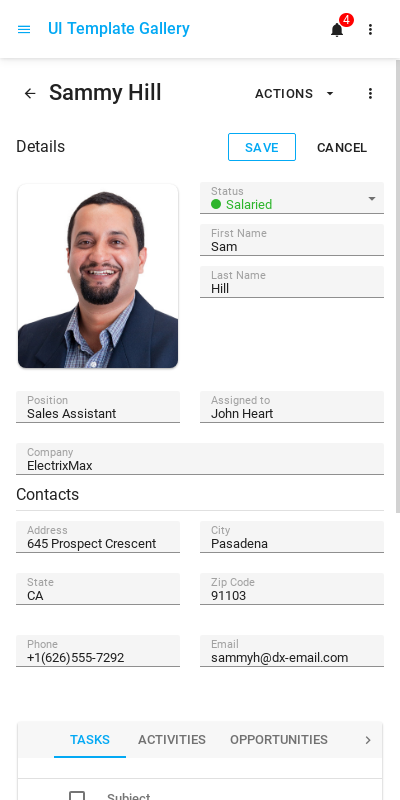 UI Template Gallery
4
Sammy Hill
ACTIONS
Details
SAVE
CANCEL
Status
Salaried
First Name
Sam
Last Name
Hill
Position
Sales Assistant
Assigned to
John Heart
Company
ElectrixMax
Contacts
Address
645 Prospect Crescent
City
Pasadena
State
CA
Zip Code
91103
Phone
+1(626)555-7292
Email
sammyh@dx-email.com
TASKS ACTIVITIES OPPORTUNITIES
Subject